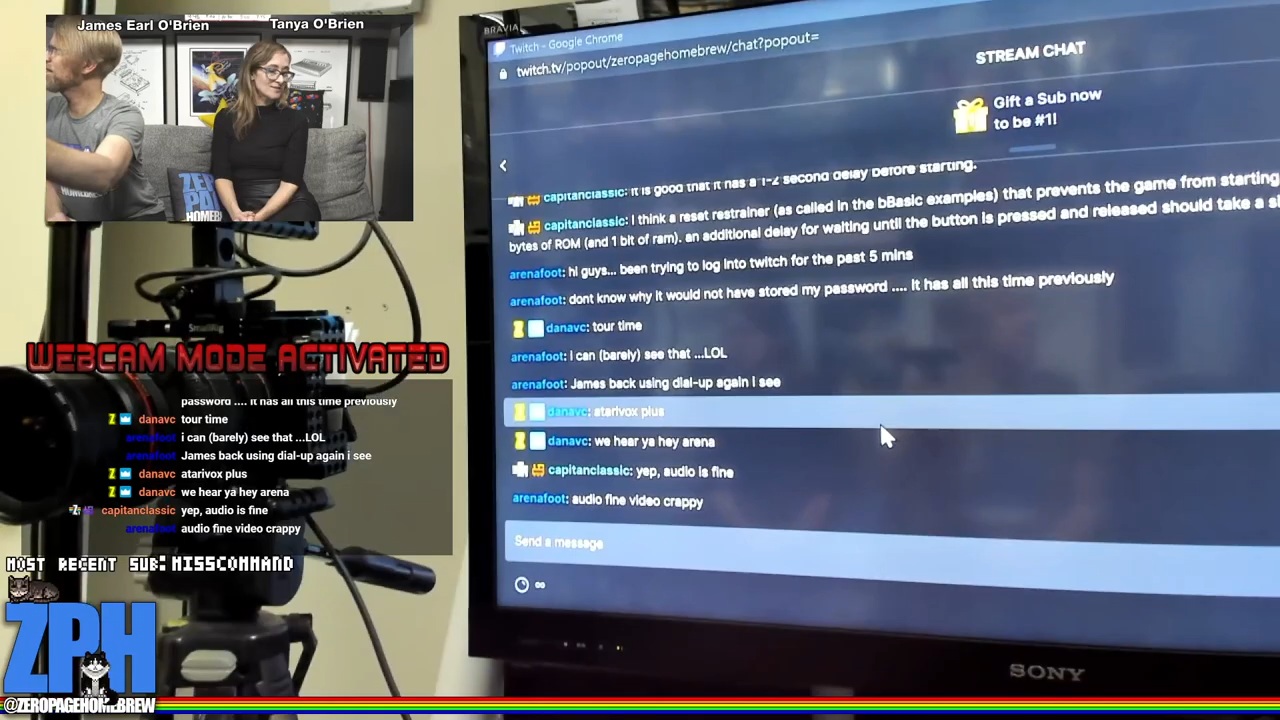 James Earl O'Brien
Tanya O'Brien
ZER
PA
HOMEBR
WEBCAM MODE ACTIVATED
password .... it has all this time previously
danavc tour time
arenafoot i can (barely) see that ...LOL
arenafoot James back using dial-up again i see
danavc atarivox plus
danavc we hear ya hey arena
capitanclassic yep, audio is fine
arenafoot audio fine video crappy
MOST RECENT SUB: MISSCOMMAND
ZPH
@ZEROPAGEHOMEBREW
BRAVIA
Twitch - Google Chrome
twitch.tv/popout/zeropagehomebrew/chat?popout=
STREAM CHAT
Gift a Sub now
to be #1!
capitanclassic: it is good that it has a 1-2 second delay before starting.
capitanclassic: I think a reset restrainer (as called in the bBasic examples) that prevents the game from starting
bytes of ROM (and 1 bit of ram). an additional delay for waiting until the button is pressed and released should take a
arenafoot: hi guys... been trying to log into twitch for the past 5 mins
arenafoot: dont know why it would not have stored my password .... it has all this time previously
danavc: tour time
arenafoot: i can (barely) see that ...LOL
arenafoot: James back using dial-up again i see
danavc: atarivox plus
danavc: we hear ya hey arena
capitanclassic: yep, audio is fine
arenafoot: audio fine video crappy
Send a message
SONY